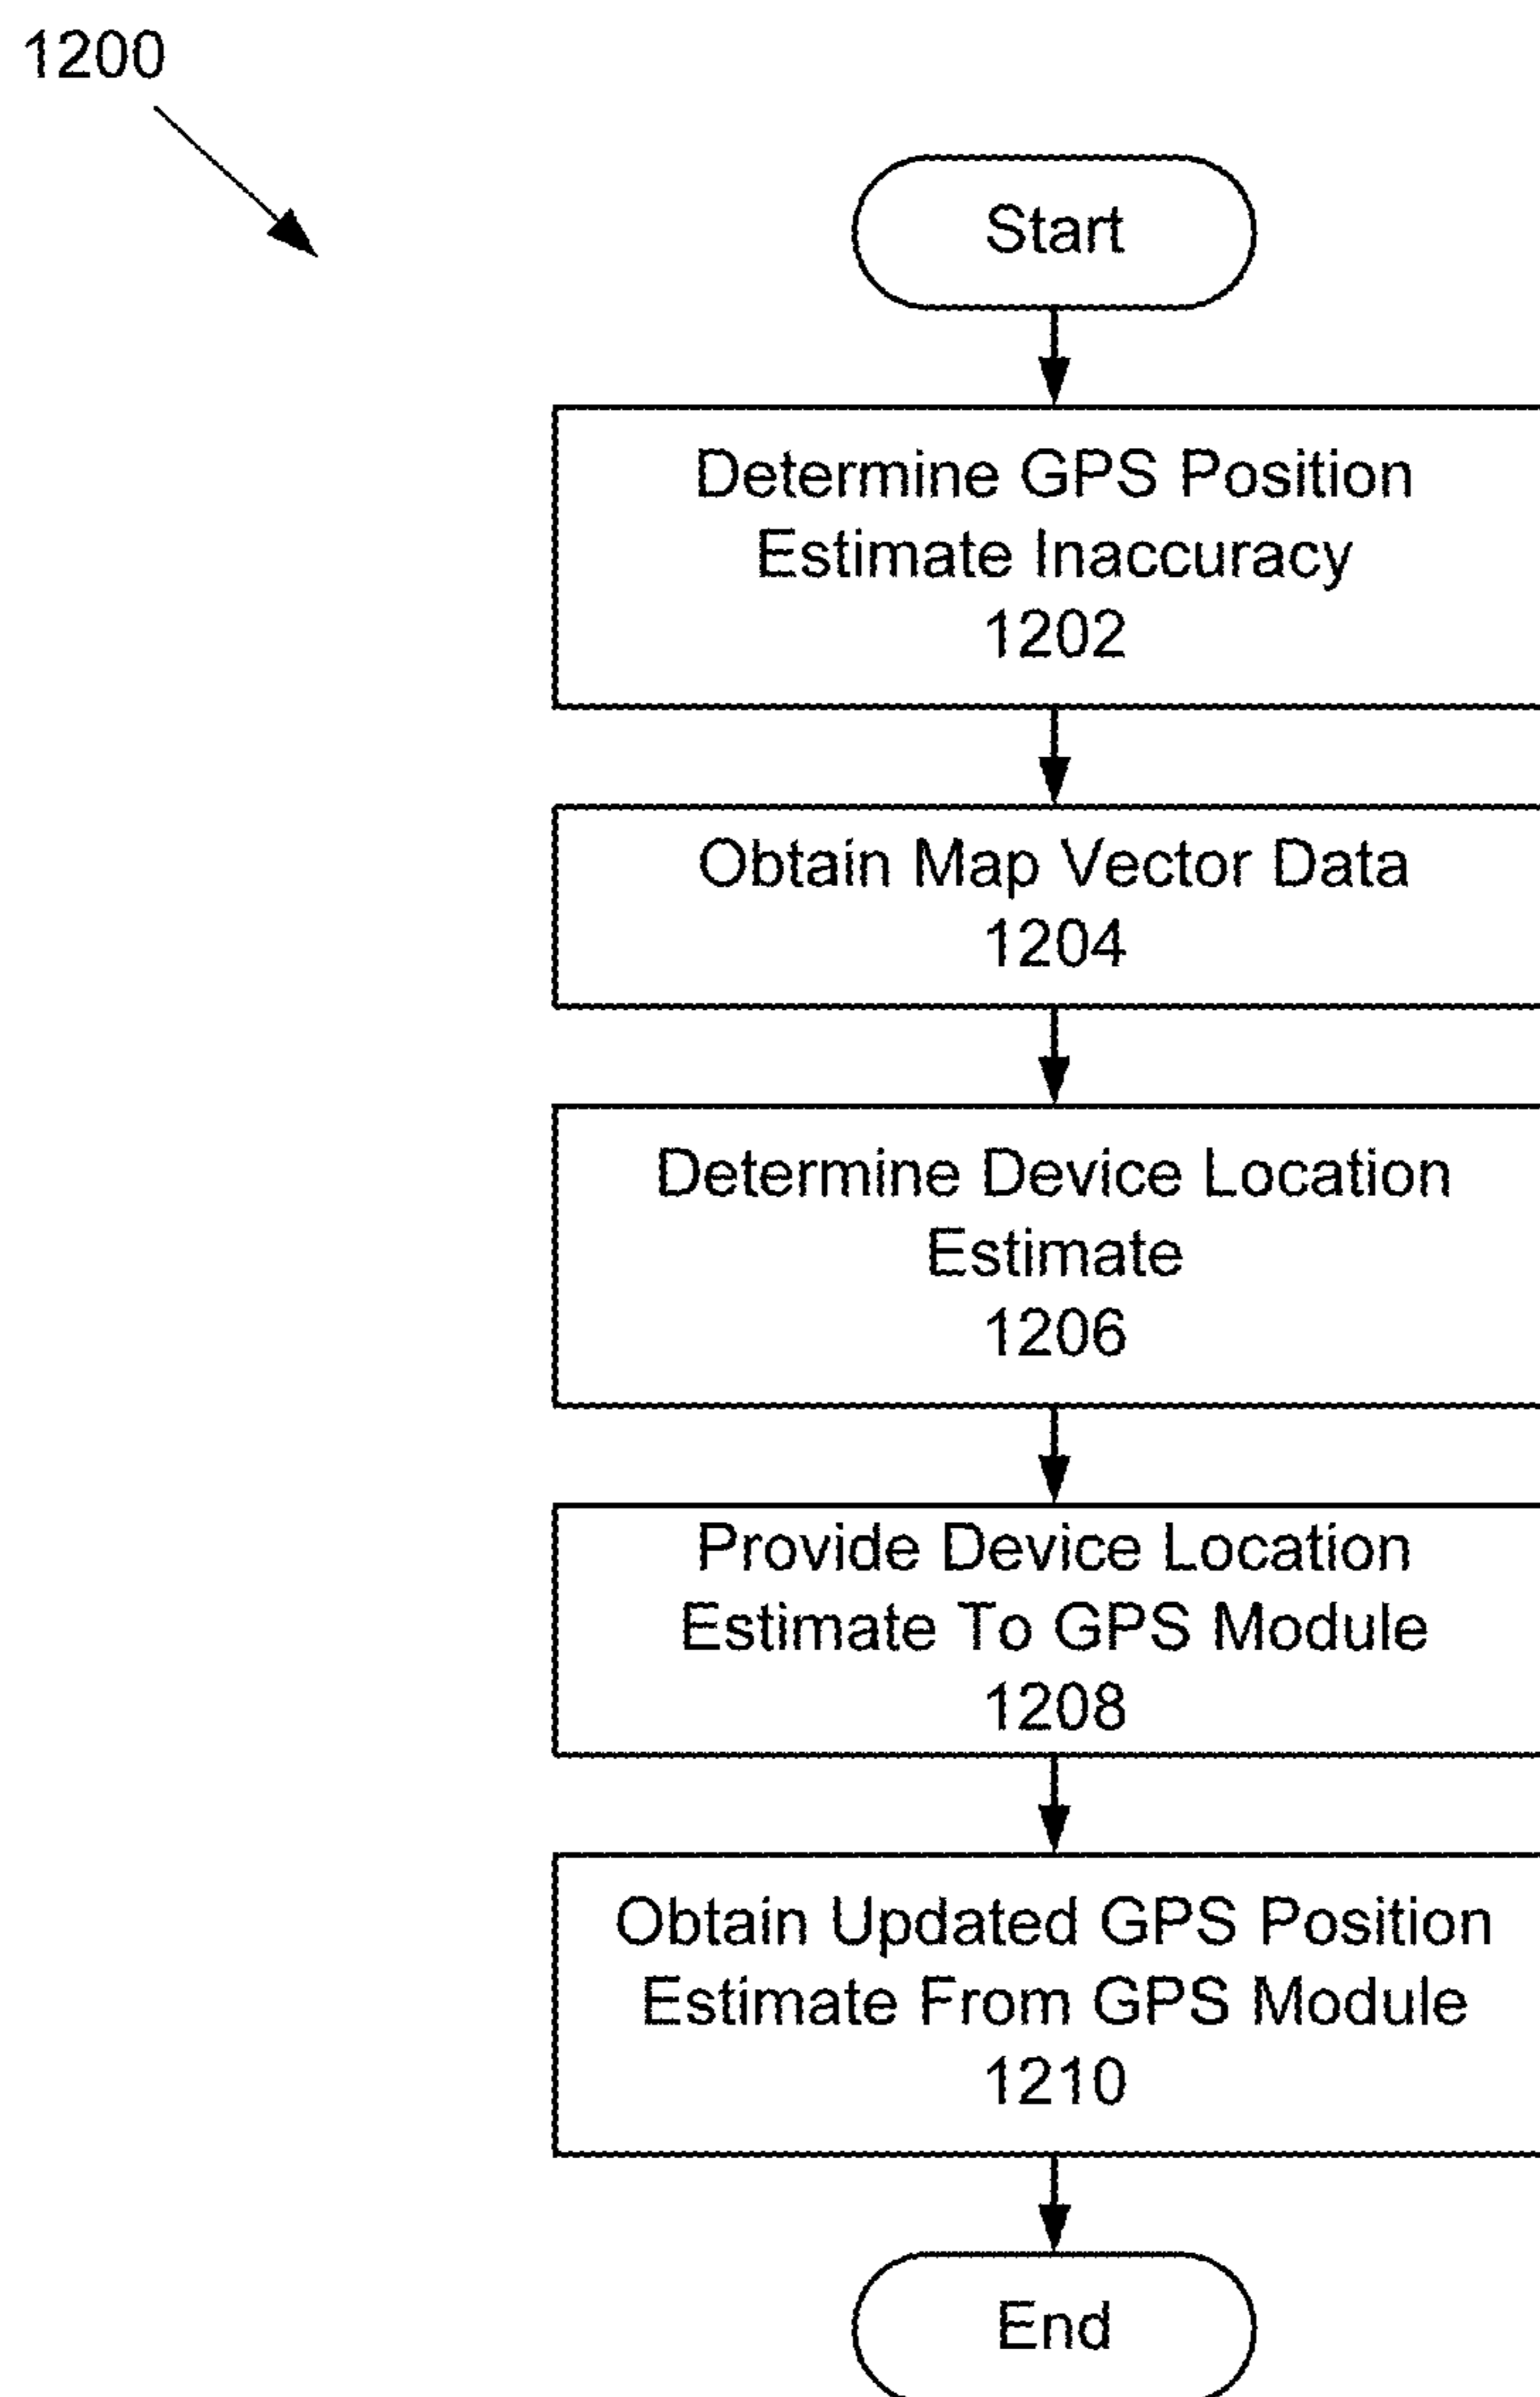 1200
Start
Determine GPS Position
Estimate Inaccuracy
1202
Obtain Map Vector Data
1204
Determine Device Location
Estimate
1206
Provide Device Location
Estimate To GPS Module
1208
Obtain Updated GPS Position
Estimate From GPS Module
1210
End